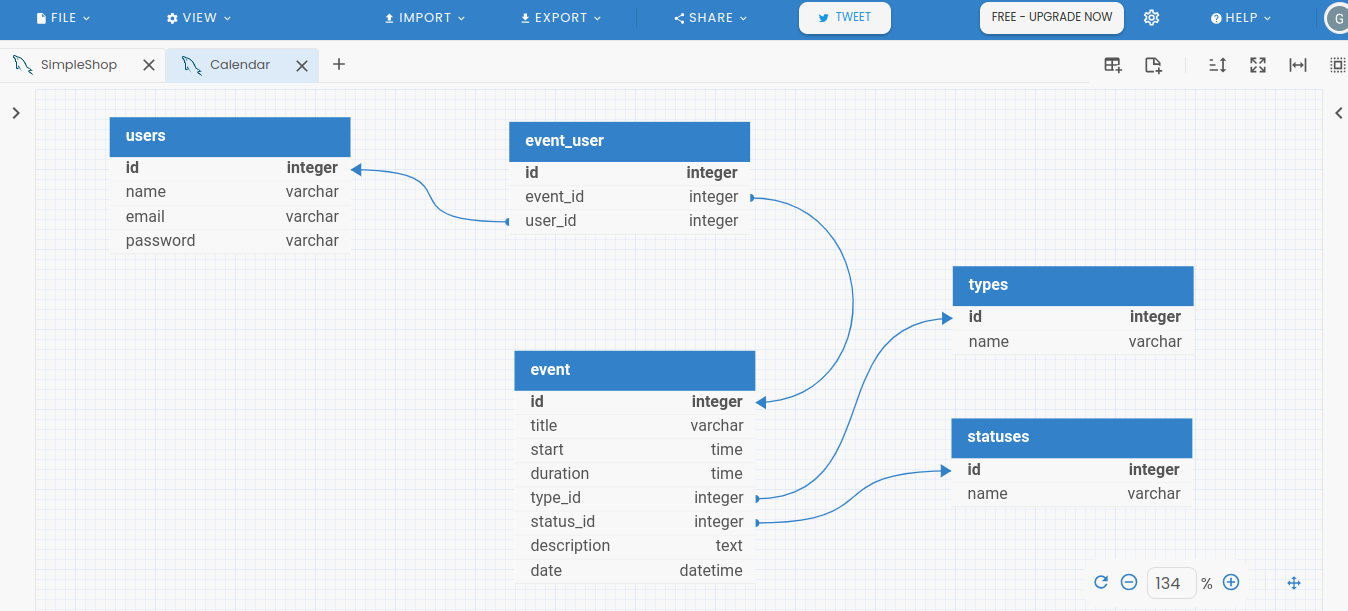 FILE VIEW IMPORT EXPORT SHARE TWEET FREE - UPGRADE NOW HELP G
SimpleShop Calendar
users
id integer
name varchar
email varchar
password varchar
event_user
id integer
event_id integer
user_id integer
types
id integer
name varchar
event
id integer
title varchar
start time
duration time
type_id integer
status_id integer
description text
date datetime
statuses
id integer
name varchar
134 %